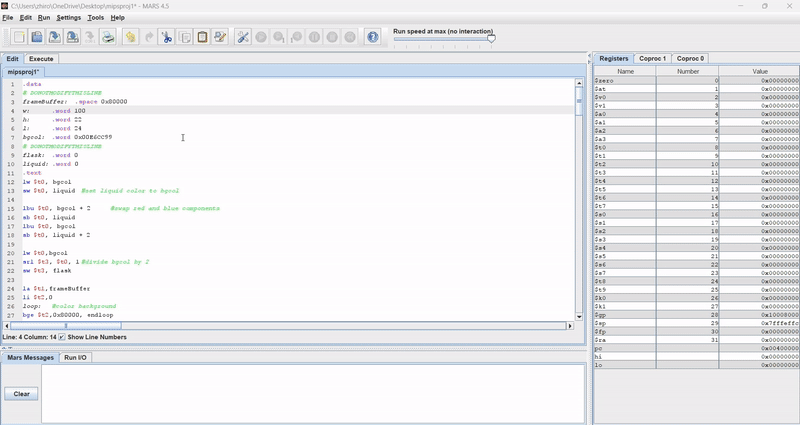 C:\Users\zhiro\OneDrive\Desktop\mipsproj1* - MARS 4.5
File Edit Run Settings Tools Help
Run speed at max (no interaction)
Edit Execute
mipsproj1*
1 .data
2 # DONOTMODIFYTHISLINE
3 frameBuffer: .space 0x80000
4 w: .word 100
5 h: .word 22
6 l: .word 24
7 bgcol: .word 0x00E6CC99
8 # DONOTMODIFYTHISLINE
9 flask: .word 0
10 liquid: .word 0
11 .text
12 lw $t0, bgcol
13 sw $t0, liquid #set liquid color to bgcol
14
15 lbu $t0, bgcol + 2 #swap red and blue components
16 sb $t0, liquid
17 lbu $t0, bgcol
18 sb $t0, liquid + 2
19
20 lw $t0,bgcol
21 srl $t3, $t0, 1 #divide bgcol by 2
22 sw $t3, flask
23
24 la $t1,frameBuffer
25 li $t2,0
26 loop: #color background
27 bge $t2,0x80000, endloop
Line: 4 Column: 14 Show Line Numbers
Mars Messages Run I/O
Clear
Registers Coproc 1 Coproc 0
Name Number Value
$zero 0 0x00000000
$at 1 0x00000000
$v0 2 0x00000000
$v1 3 0x00000000
$a0 4 0x00000000
$a1 5 0x00000000
$a2 6 0x00000000
$a3 7 0x00000000
$t0 8 0x00000000
$t1 9 0x00000000
$t2 10 0x00000000
$t3 11 0x00000000
$t4 12 0x00000000
$t5 13 0x00000000
$t6 14 0x00000000
$t7 15 0x00000000
$s0 16 0x00000000
$s1 17 0x00000000
$s2 18 0x00000000
$s3 19 0x00000000
$s4 20 0x00000000
$s5 21 0x00000000
$s6 22 0x00000000
$s7 23 0x00000000
$t8 24 0x00000000
$t9 25 0x00000000
$k0 26 0x00000000
$k1 27 0x00000000
$gp 28 0x10008000
$sp 29 0x7fffeffc
$fp 30 0x00000000
$ra 31 0x00000000
pc 0x00400000
hi 0x00000000
lo 0x00000000